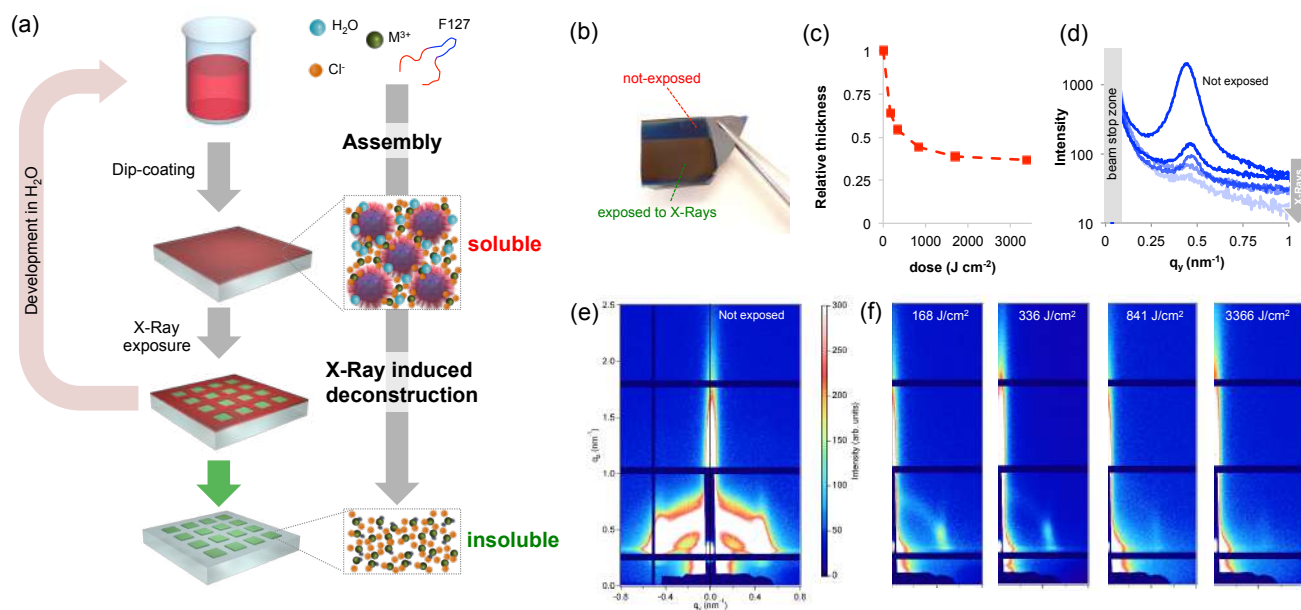 (a)
H₂O
M³⁺
F127
Cl⁻
Development in H₂O
Dip-coating
Assembly
soluble
X-Ray
exposure
X-Ray induced
deconstruction
insoluble
(b)
not-exposed
exposed to X-Rays
(c)
Relative thickness
1
0.75
0.5
0.25
0
0 1000 2000 3000
dose (J cm⁻²)
(d)
Intensity
1000
100
10
beam stop zone
Not exposed
X-Rays
0 0.25 0.5 0.75 1
qy (nm⁻¹)
(e)
Not exposed
2.5
2.0
1.5
1.0
0.5
0.0
-0.8 -0.4 0.0 0.4 0.8
300
250
200
150
100
50
0
Intensity (arb. units)
(f)
168 J/cm²
336 J/cm²
841 J/cm²
3366 J/cm²